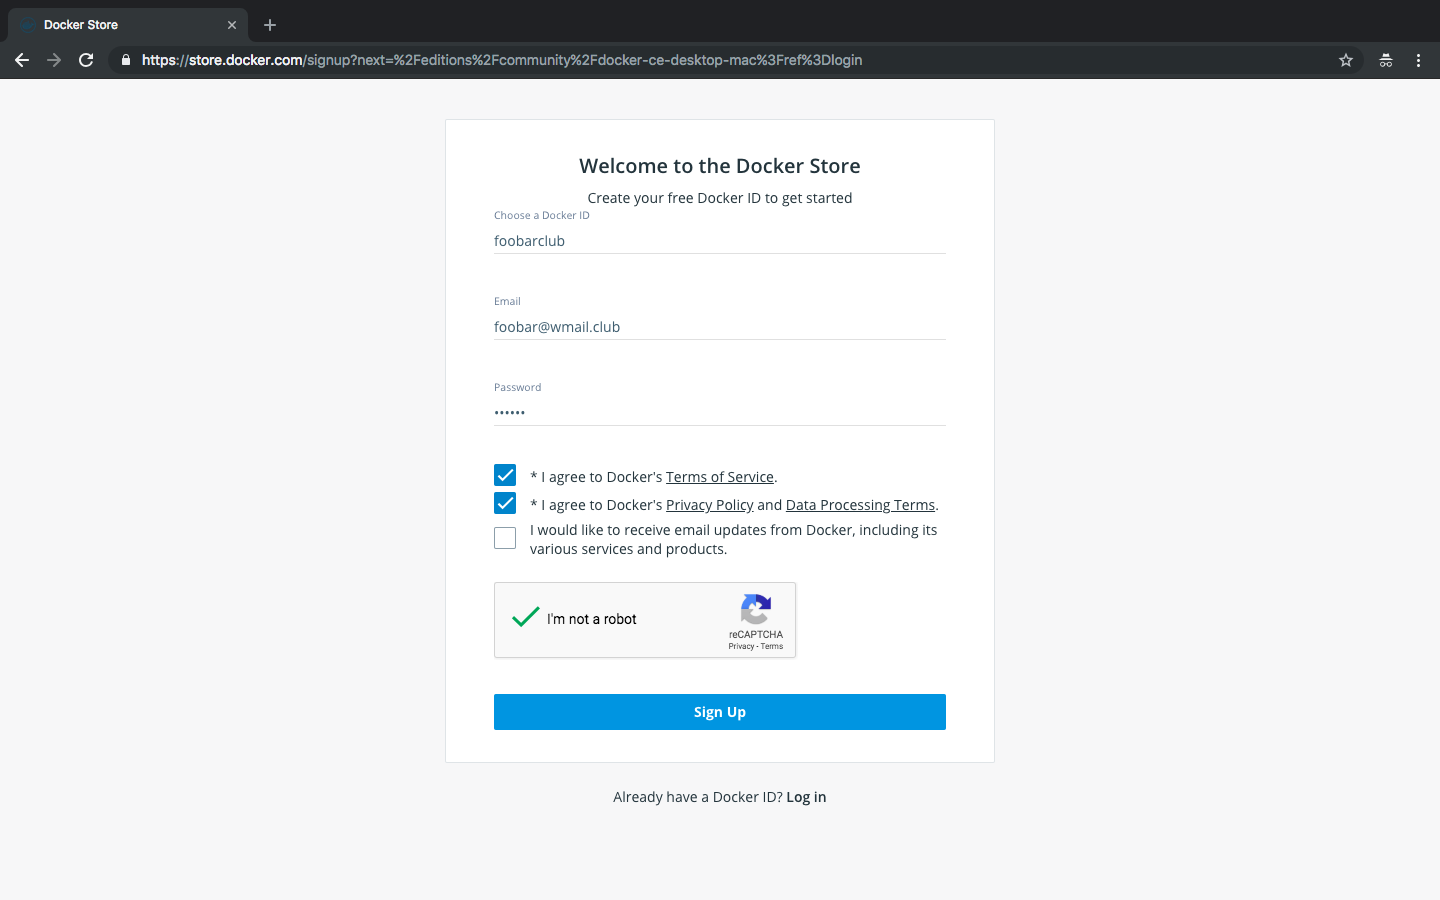 Docker Store
https://store.docker.com/signup?next=%2Feditions%2Fcommunity%2Fdocker-ce-desktop-mac%3Fref%3Dlogin
Welcome to the Docker Store
Create your free Docker ID to get started
Choose a Docker ID
foobarclub
Email
foobar@wmail.club
Password
••••••
* I agree to Docker's Terms of Service.
* I agree to Docker's Privacy Policy and Data Processing Terms.
I would like to receive email updates from Docker, including its
various services and products.
I'm not a robot
reCAPTCHA
Privacy - Terms
Sign Up
Already have a Docker ID? Log in